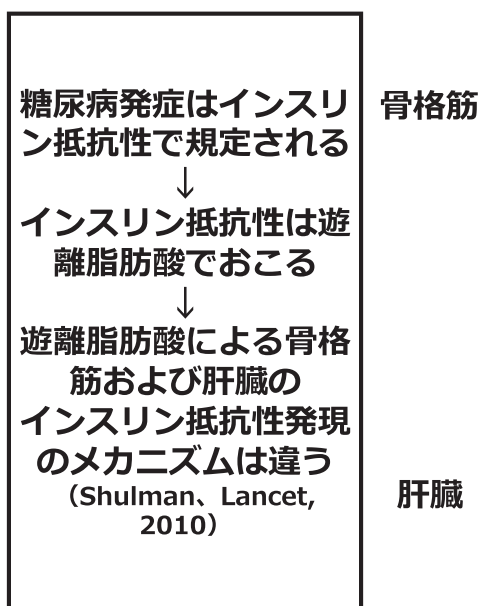 糖尿病発症はインスリ
ン抵抗性で規定される
↓
インスリン抵抗性は遊
離脂肪酸でおこる
↓
遊離脂肪酸による骨格
筋および肝臓の
インスリン抵抗性発現
のメカニズムは違う
（Shulman、Lancet,
2010）
骨格筋
肝臓